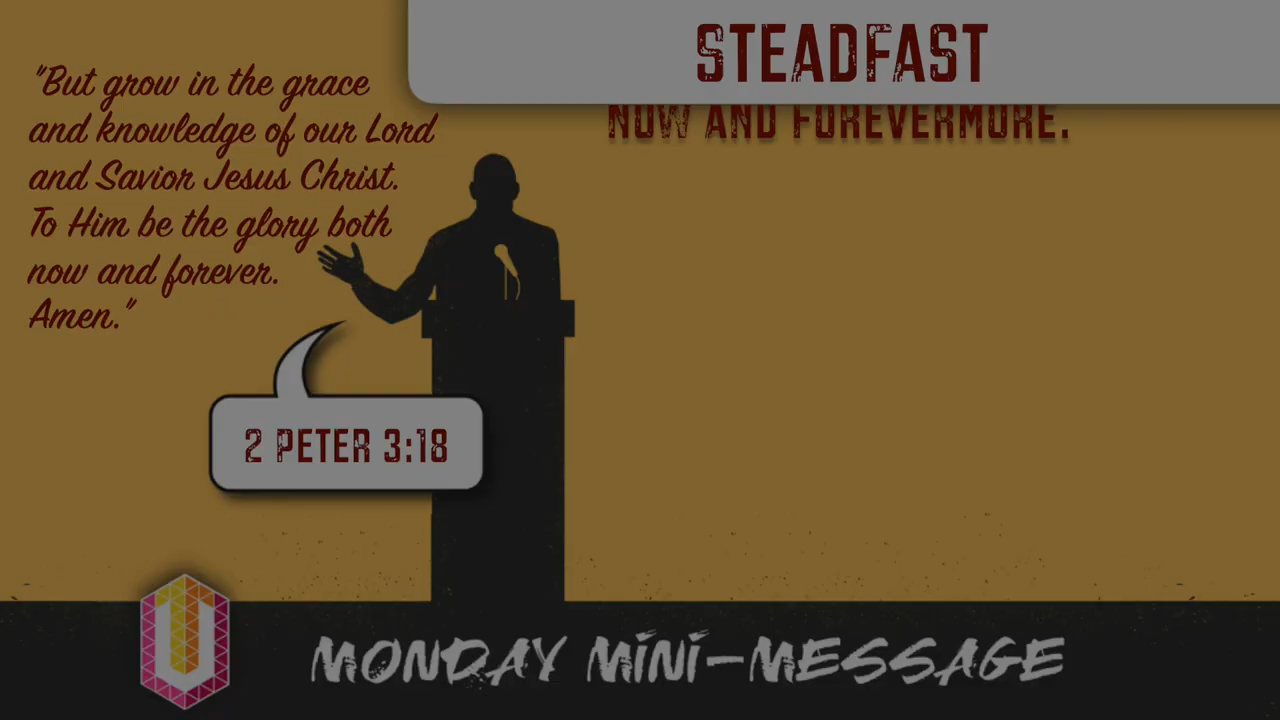 STEADFAST
NOW AND FOREVERMORE.
"But grow in the grace
and knowledge of our Lord
and Savior Jesus Christ.
To Him be the glory both
now and forever.
Amen."
2 PETER 3:18
MONDAY MINI-MESSAGE